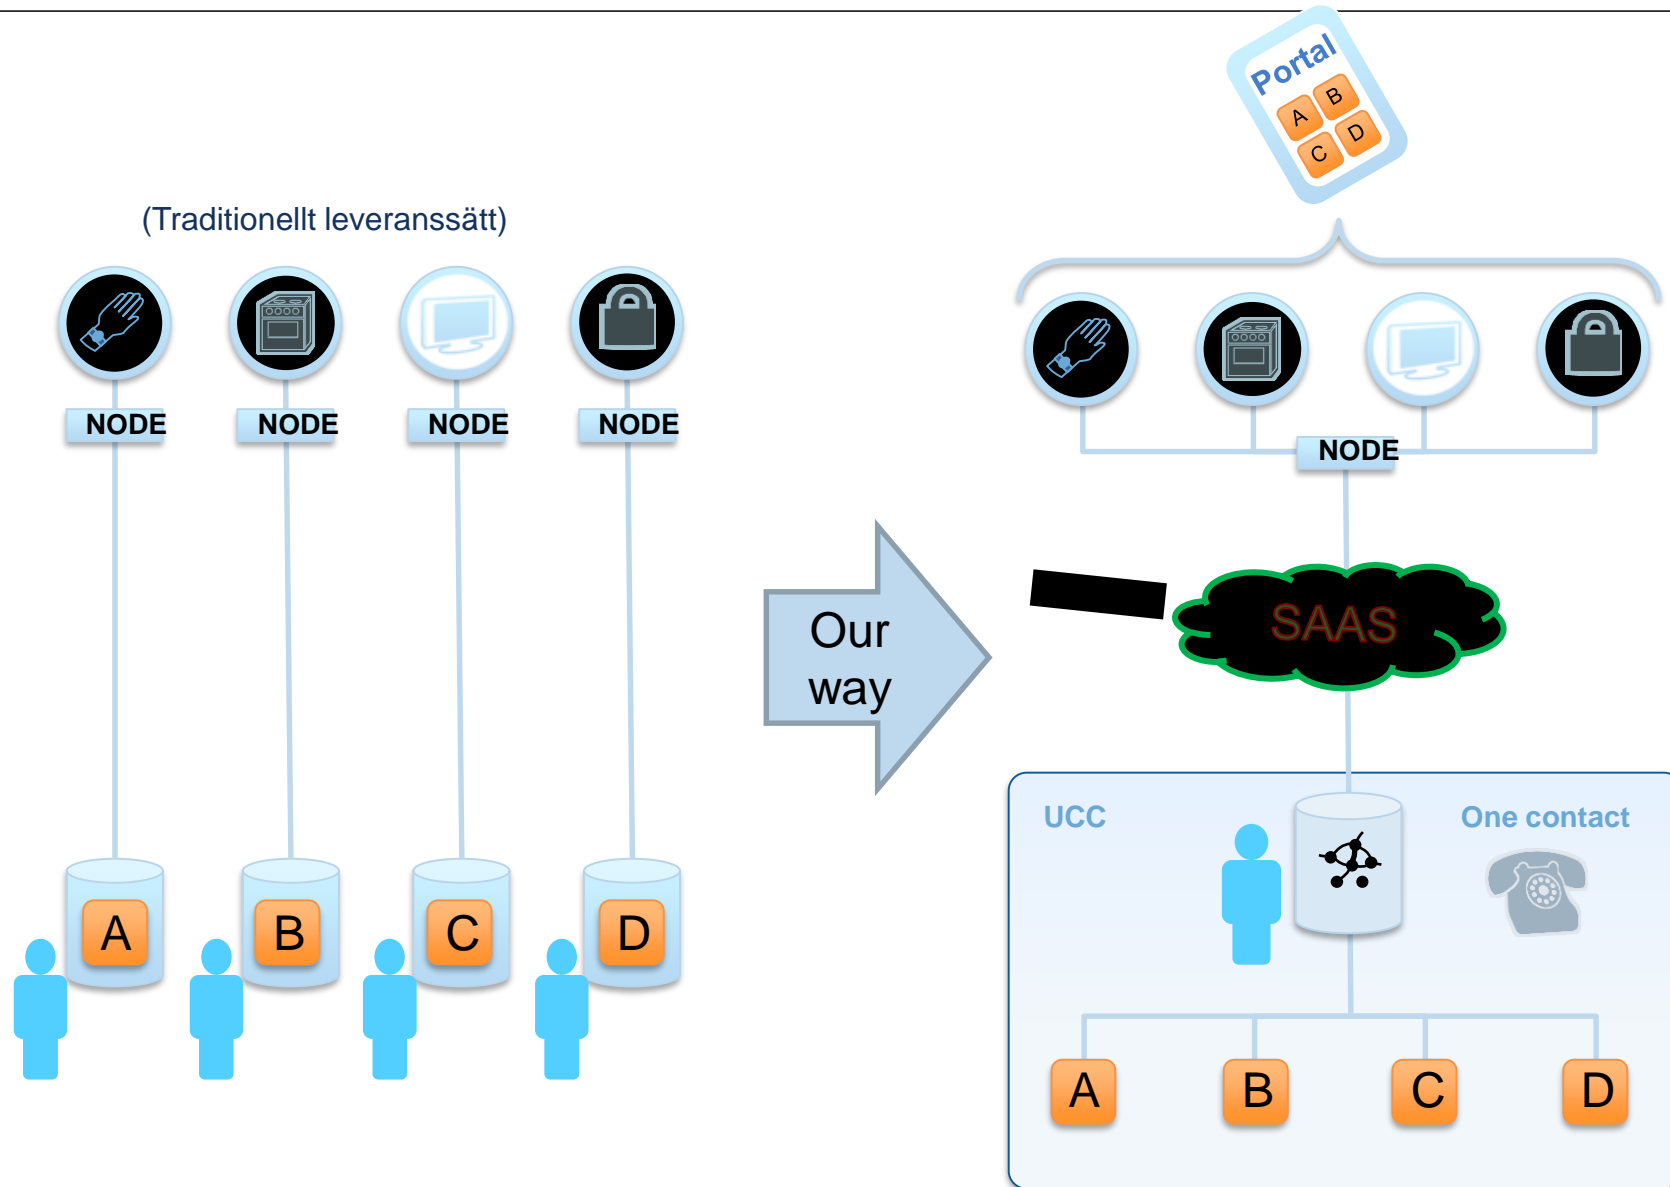 Portal
A B
C D
(Traditionellt leveranssätt)
NODE NODE NODE NODE
NODE
SAAS
Our
way
UCC
One contact
A B C D
A B C D